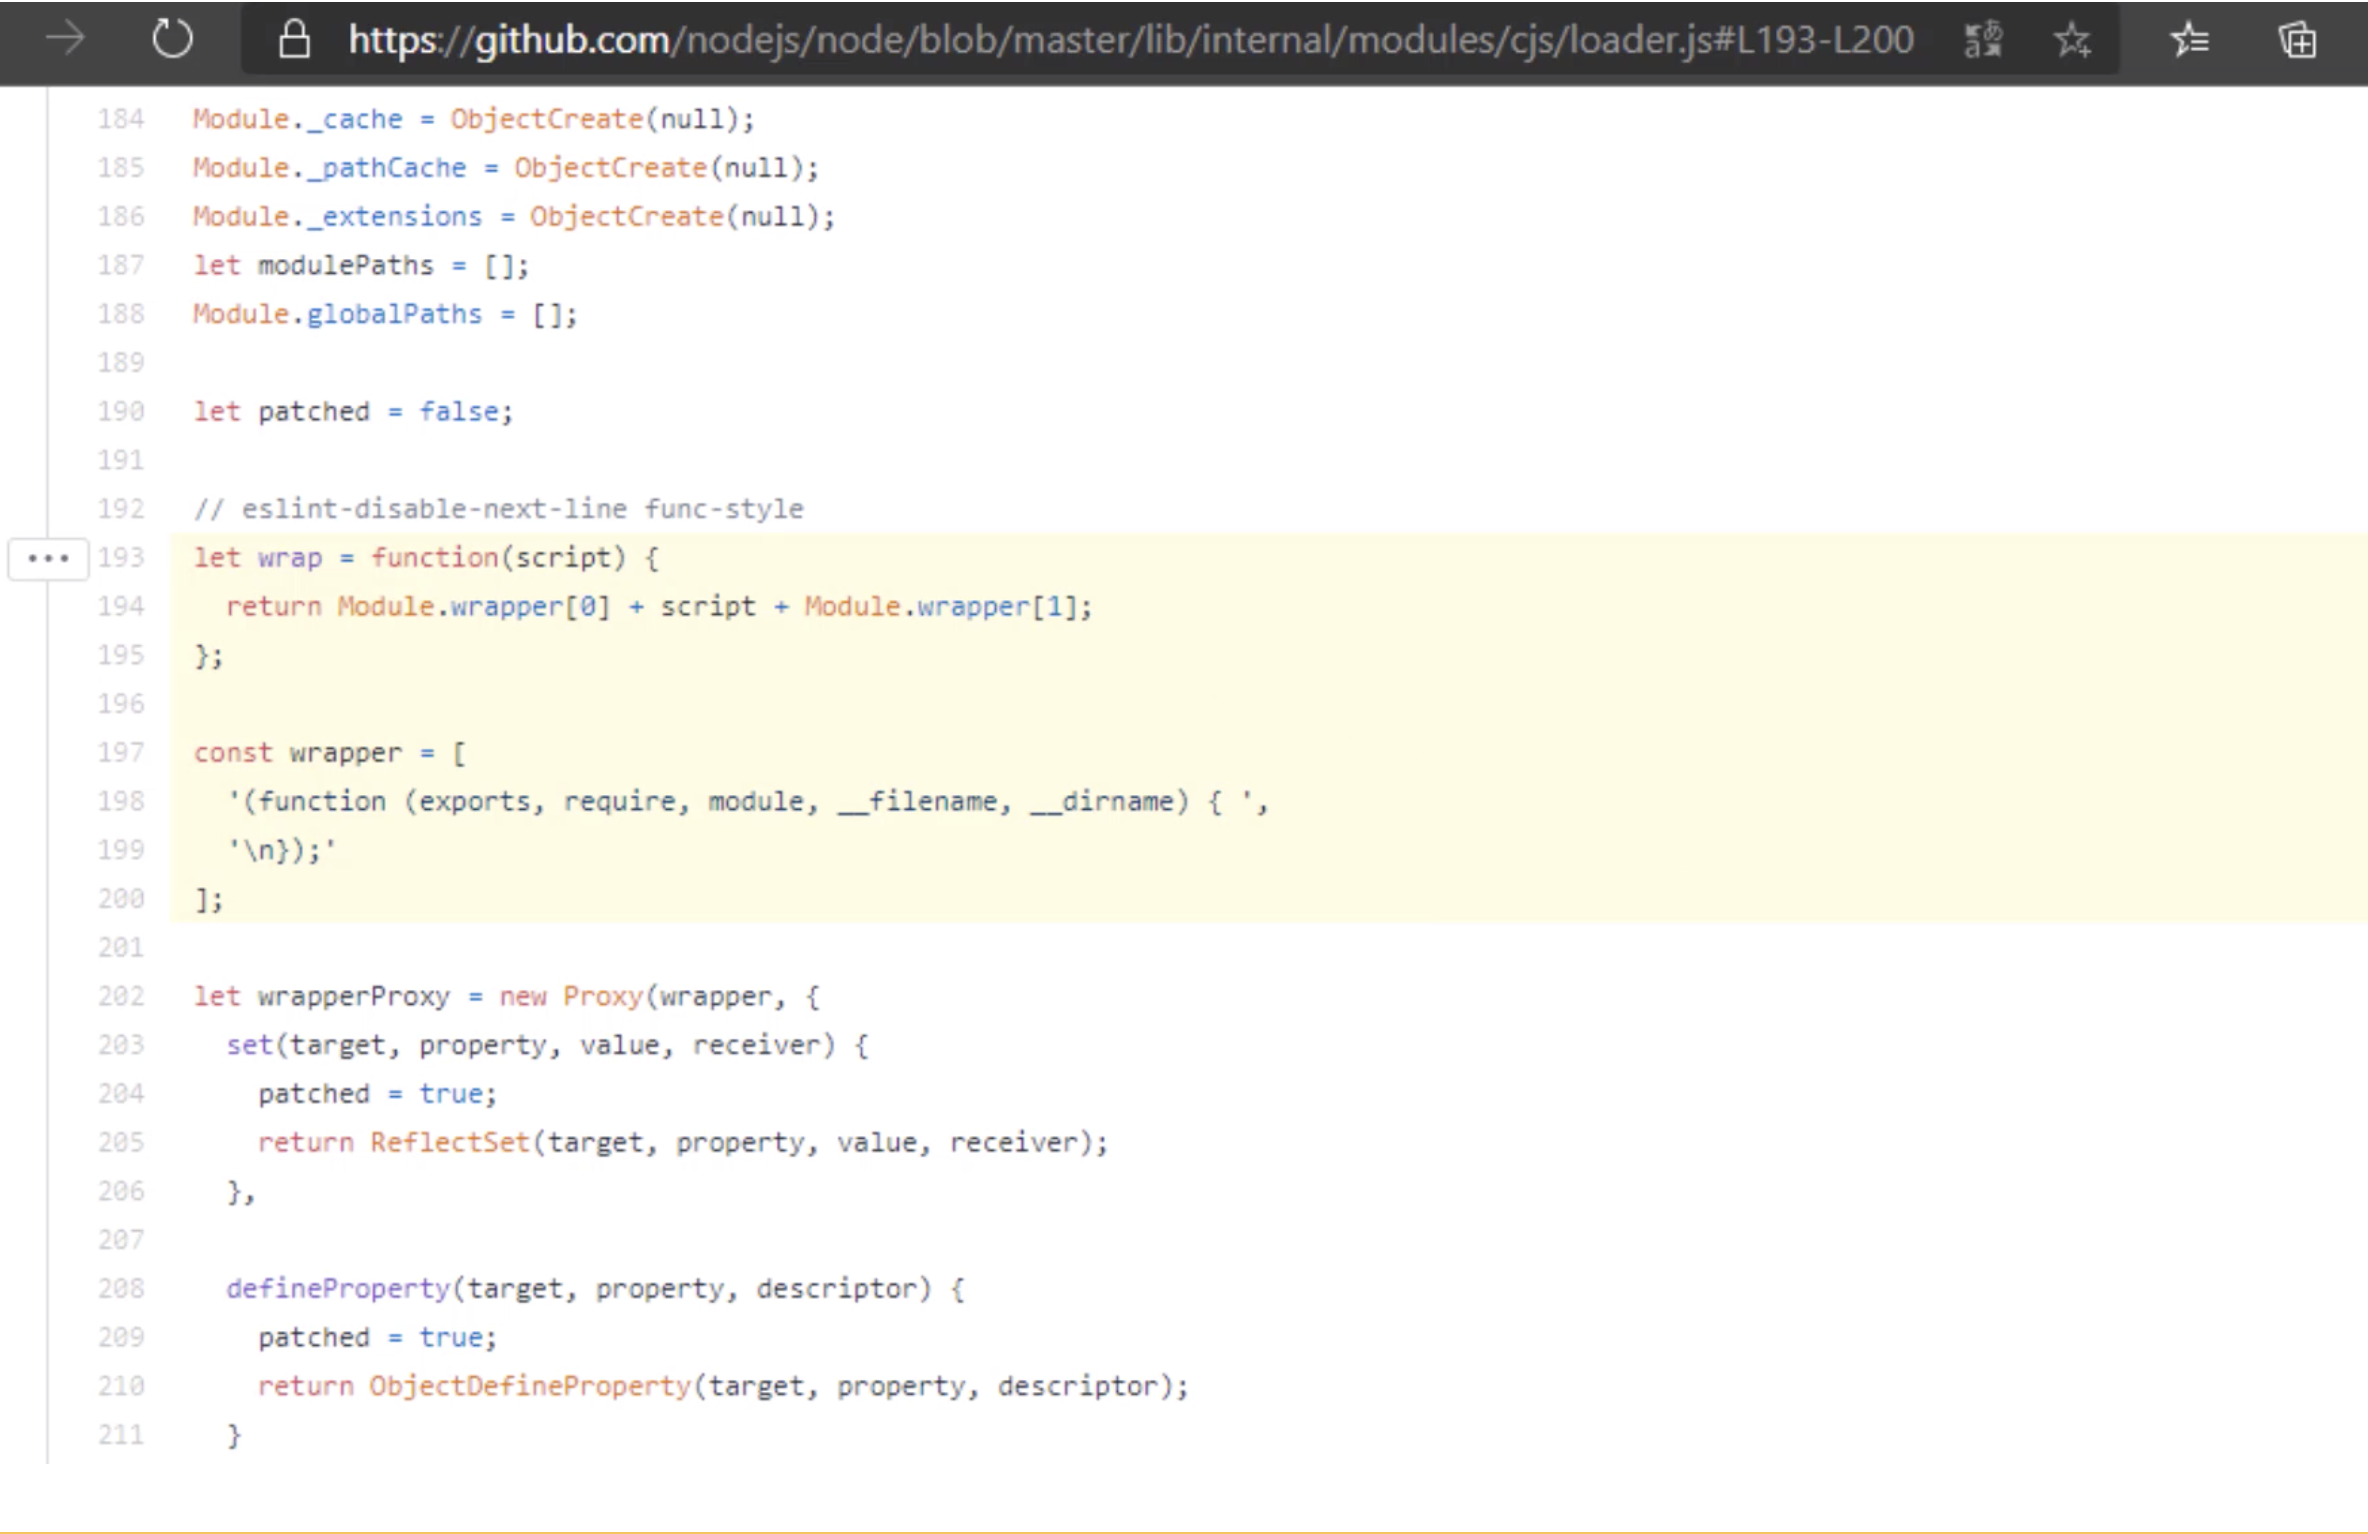 https://github.com/nodejs/node/blob/master/lib/internal/modules/cjs/loader.js#L193-L200
184 Module._cache = ObjectCreate(null);
185 Module._pathCache = ObjectCreate(null);
186 Module._extensions = ObjectCreate(null);
187 let modulePaths = [];
188 Module.globalPaths = [];
189
190 let patched = false;
191
192 // eslint-disable-next-line func-style
193 let wrap = function(script) {
194   return Module.wrapper[0] + script + Module.wrapper[1];
195 };
196
197 const wrapper = [
198   '(function (exports, require, module, __filename, __dirname) { ',
199   '\n});'
200 ];
201
202 let wrapperProxy = new Proxy(wrapper, {
203   set(target, property, value, receiver) {
204     patched = true;
205     return ReflectSet(target, property, value, receiver);
206   },
207
208   defineProperty(target, property, descriptor) {
209     patched = true;
210     return ObjectDefineProperty(target, property, descriptor);
211   }